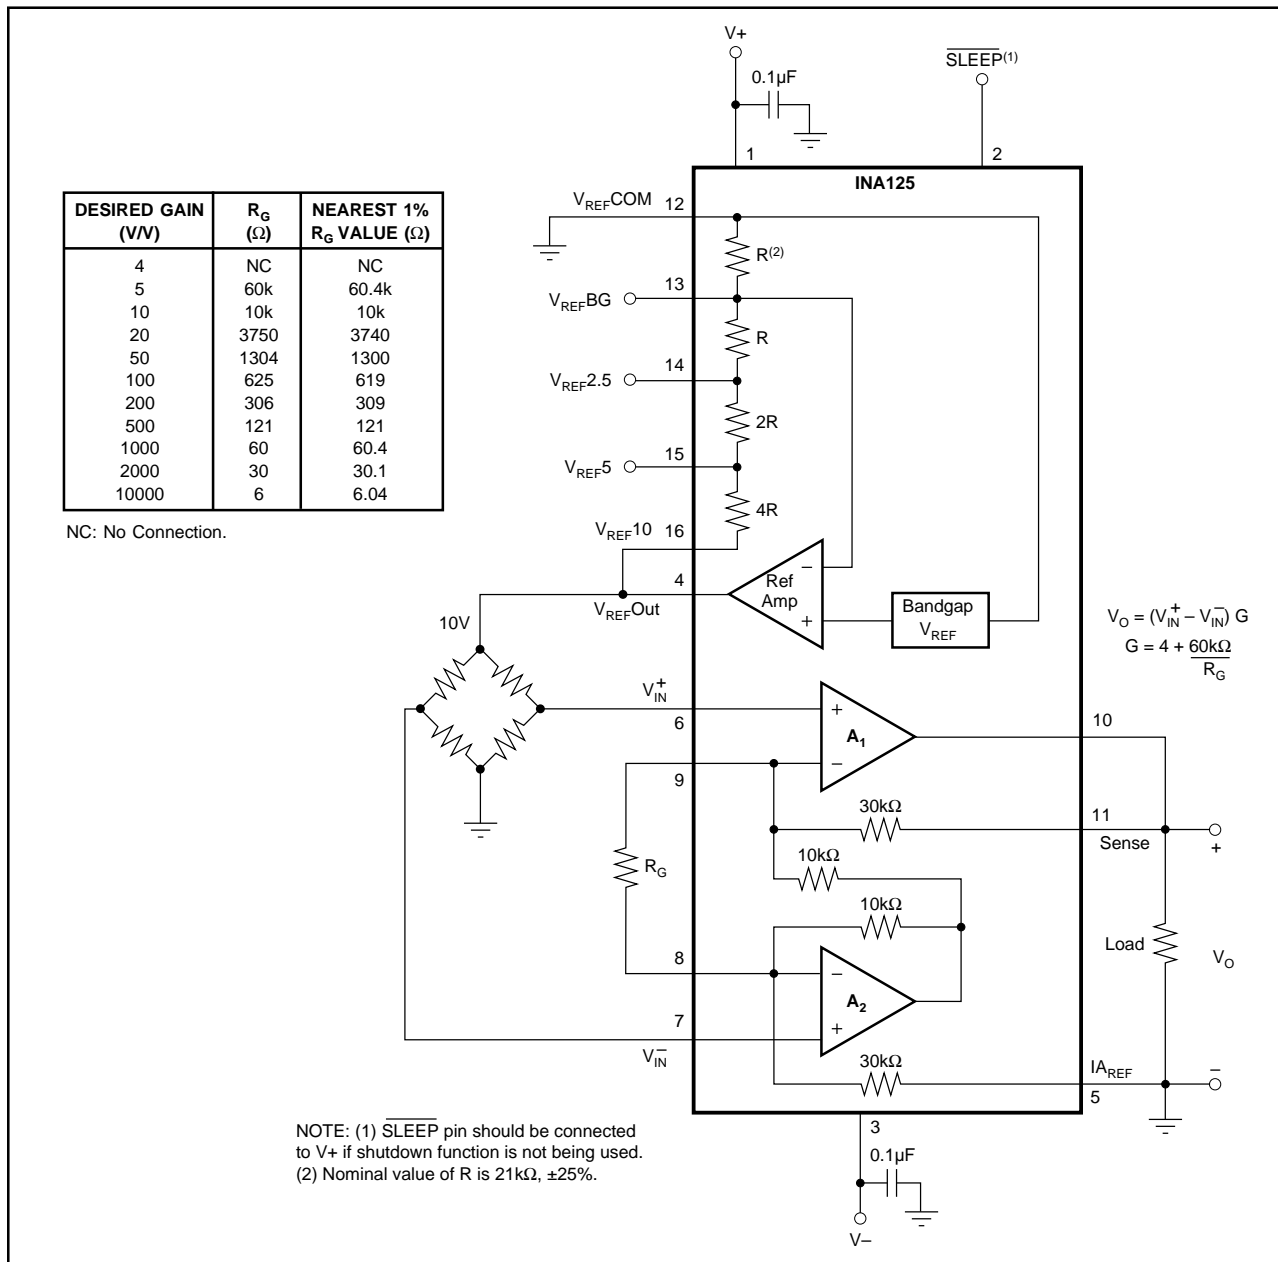 V+
SLEEP(1)
0.1μF
1
2
INA125
DESIRED GAIN (V/V) | RG (Ω) | NEAREST 1% RG VALUE (Ω)
4 NC NC
5 60k 60.4k
10 10k 10k
20 3750 3740
50 1304 1300
100 625 619
200 306 309
500 121 121
1000 60 60.4
2000 30 30.1
10000 6 6.04
NC: No Connection.
VREFCOM 12
R(2)
13
VREFBG
R
14
VREF2.5
2R
15
VREF5
4R
VREF10 16
4
VREFOut
Ref Amp
−
+
Bandgap VREF
10V
VO = (VIN+ – VIN−) G
G = 4 + 60kΩ
RG
VIN+
6
+
A1
−
10
9
30kΩ
11
Sense
+
10kΩ
RG
10kΩ
Load
VO
8
−
A2
+
7
VIN−
30kΩ
IAREF
5
−
3
0.1μF
V–
NOTE: (1) SLEEP pin should be connected
to V+ if shutdown function is not being used.
(2) Nominal value of R is 21kΩ, ±25%.